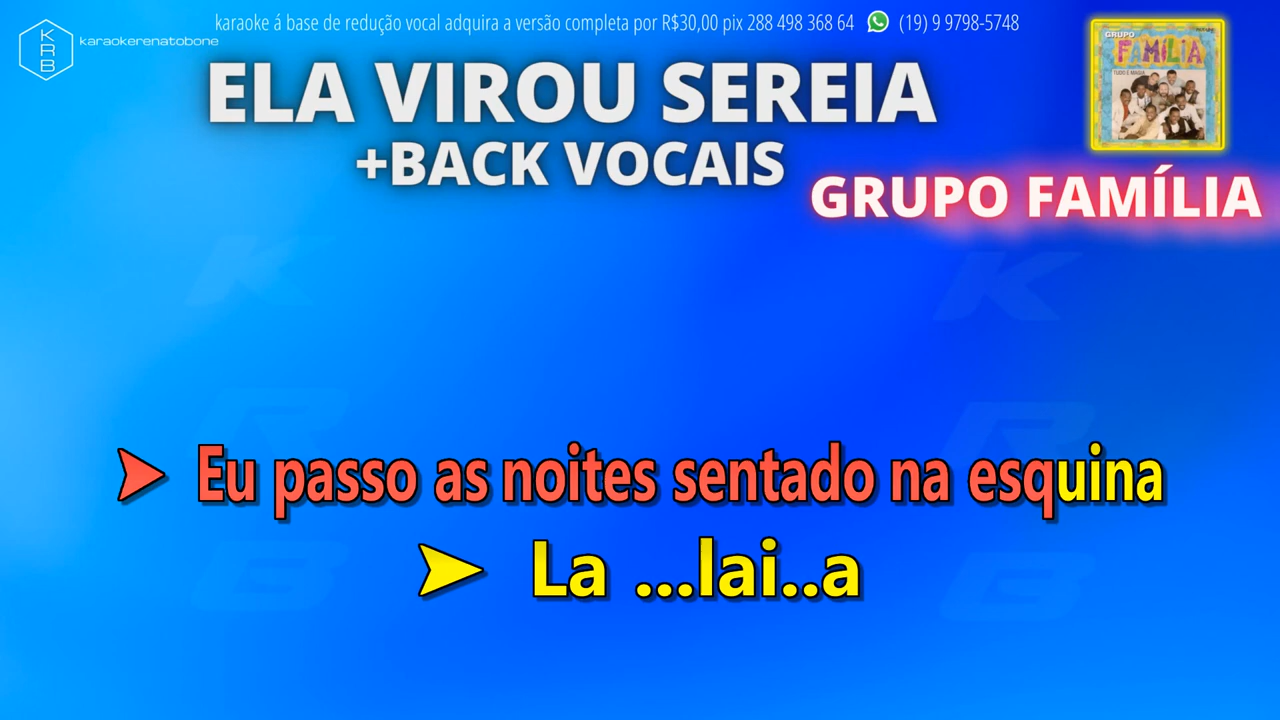 karaoke á base de redução vocal adquira a versão completa por R$30,00 pix 288 498 368 64 (19) 9 9798-5748
KRB
karaokerenatobone
ELA VIROU SEREIA
+BACK VOCAIS
GRUPO
FAMÍLIA
TUDO É MAGIA
GRUPO FAMÍLIA
K K
R R
B B
Eu passo as noites sentado na esquina
La ...lai..a